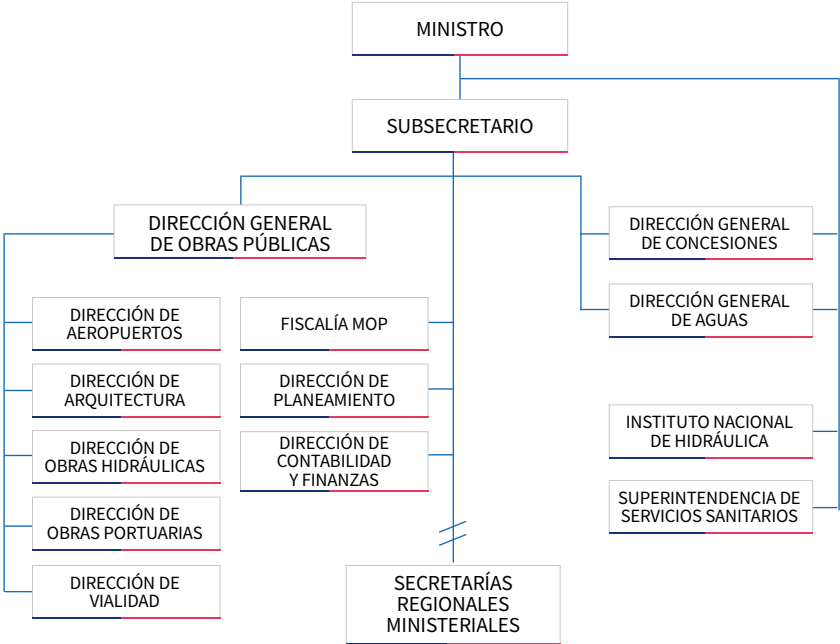 MINISTRO
SUBSECRETARIO
DIRECCIÓN GENERAL
DE OBRAS PÚBLICAS
DIRECCIÓN GENERAL
DE CONCESIONES
DIRECCIÓN GENERAL
DE AGUAS
DIRECCIÓN DE
AEROPUERTOS
FISCALÍA MOP
DIRECCIÓN DE
ARQUITECTURA
DIRECCIÓN DE
PLANEAMIENTO
DIRECCIÓN DE
OBRAS HIDRÁULICAS
DIRECCIÓN DE
CONTABILIDAD
Y FINANZAS
INSTITUTO NACIONAL
DE HIDRÁULICA
DIRECCIÓN DE
OBRAS PORTUARIAS
SUPERINTENDENCIA DE
SERVICIOS SANITARIOS
DIRECCIÓN DE
VIALIDAD
SECRETARÍAS
REGIONALES
MINISTERIALES